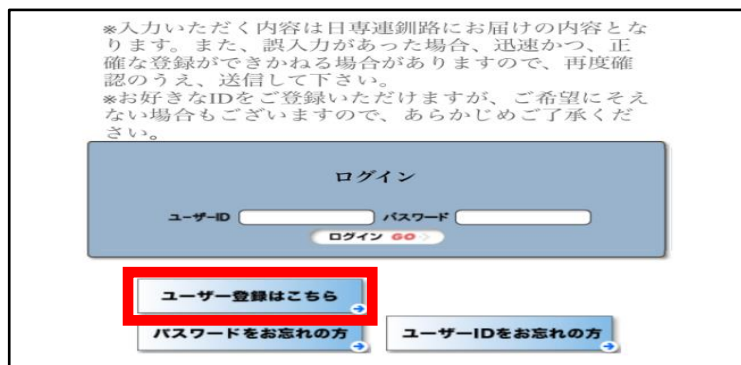 ※入力いただく内容は日専連釧路にお届けの内容とな
ります。また、誤入力があった場合、迅速かつ、正
確な登録ができかねる場合がありますので、再度確
認のうえ、送信して下さい。
※お好きなIDをご登録いただけますが、ご希望にそえ
ない場合もございますので、あらかじめご了承くだ
さい。
ログイン
ユーザーID パスワード
ログイン GO
ユーザー登録はこちら
パスワードをお忘れの方 ユーザーIDをお忘れの方